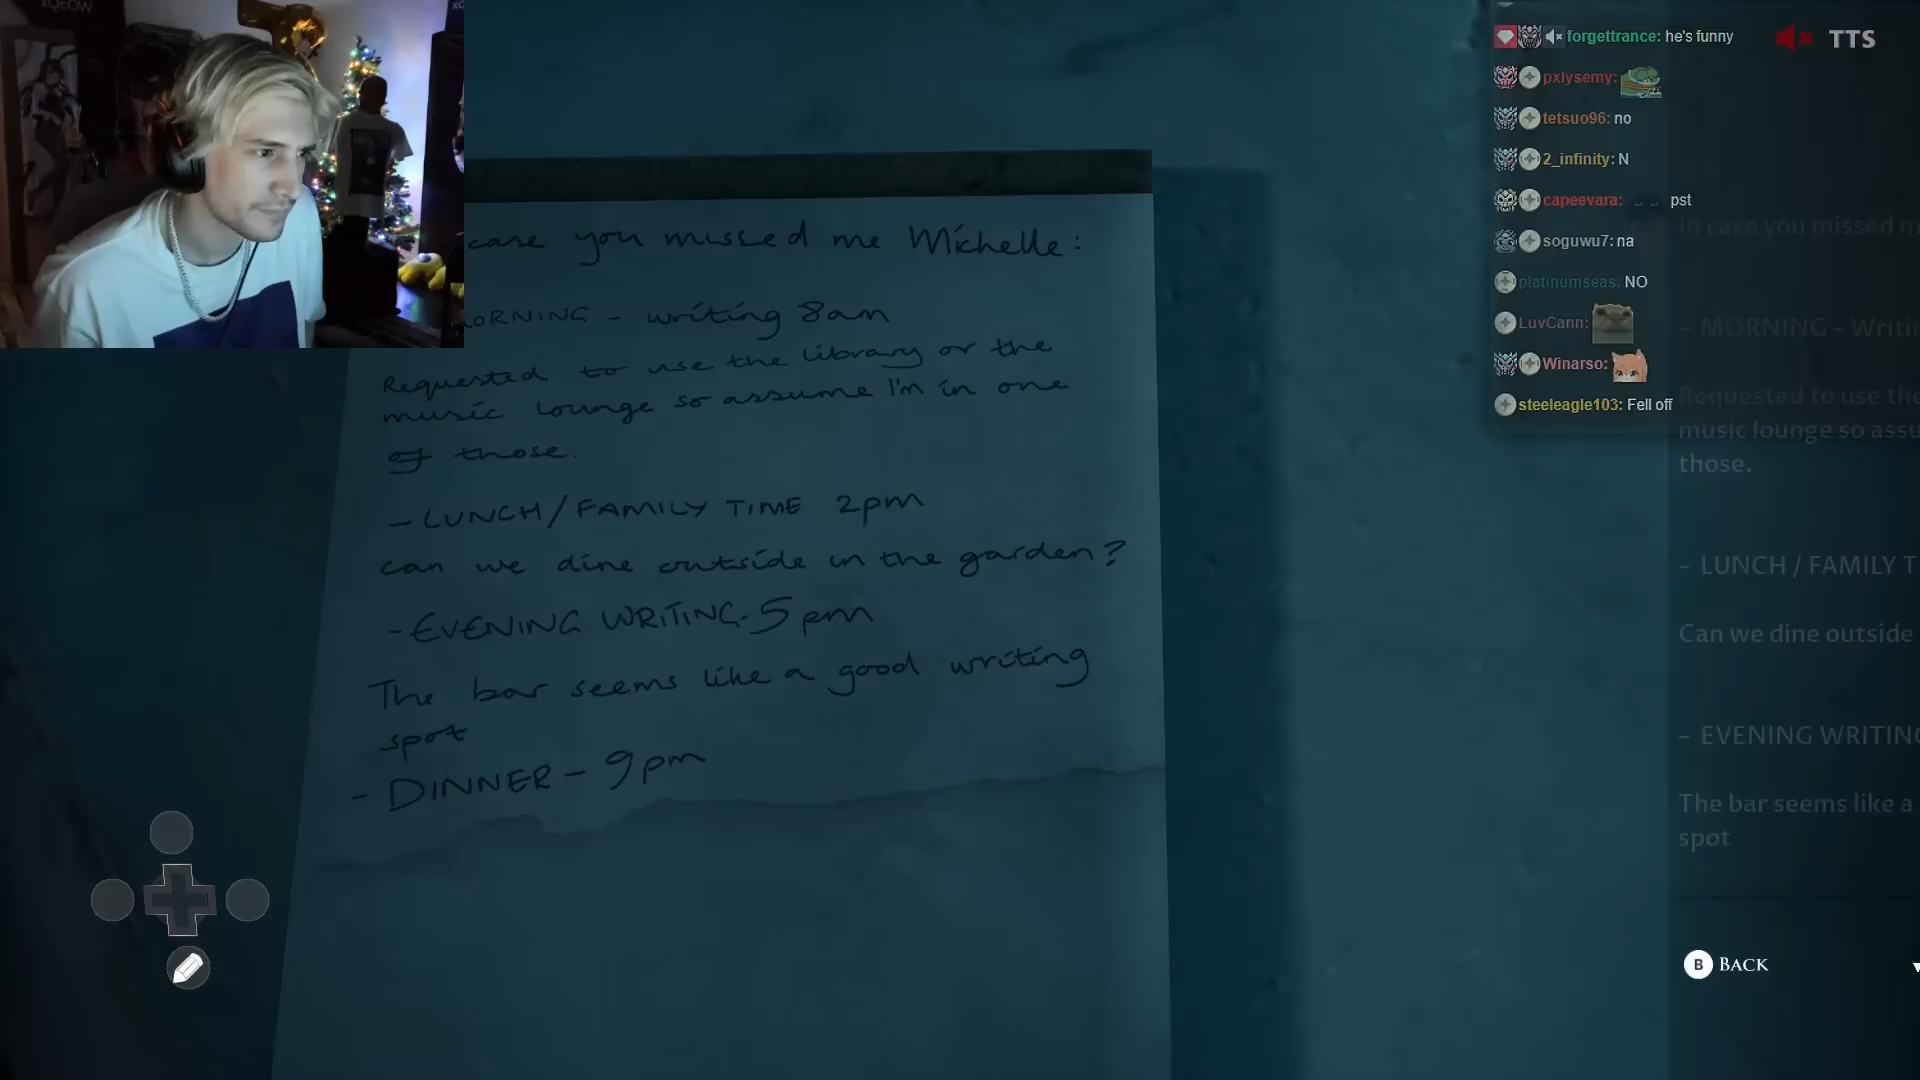 xQcOW
case you missed me Michelle:
MORNING - writing 8am
Requested to use the library or the
music lounge so assume I'm in one
of those.
- LUNCH/FAMILY TIME 2pm
can we dine outside in the garden?
- EVENING WRITING - 5pm
The bar seems like a good writing
spot
- DINNER - 9pm
forgettrance: he's funny
TTS
pxlysemy:
tetsuo96: no
2_infinity: N
capeevara: pst
soguwu7: na
platinumseas: NO
LuvCann:
Winarso:
steeleagle103: Fell off
In case you missed m
- MORNING - Writin
Requested to use the
music lounge so assu
those.
- LUNCH / FAMILY T
Can we dine outside
- EVENING WRITING
The bar seems like a
spot
B BACK